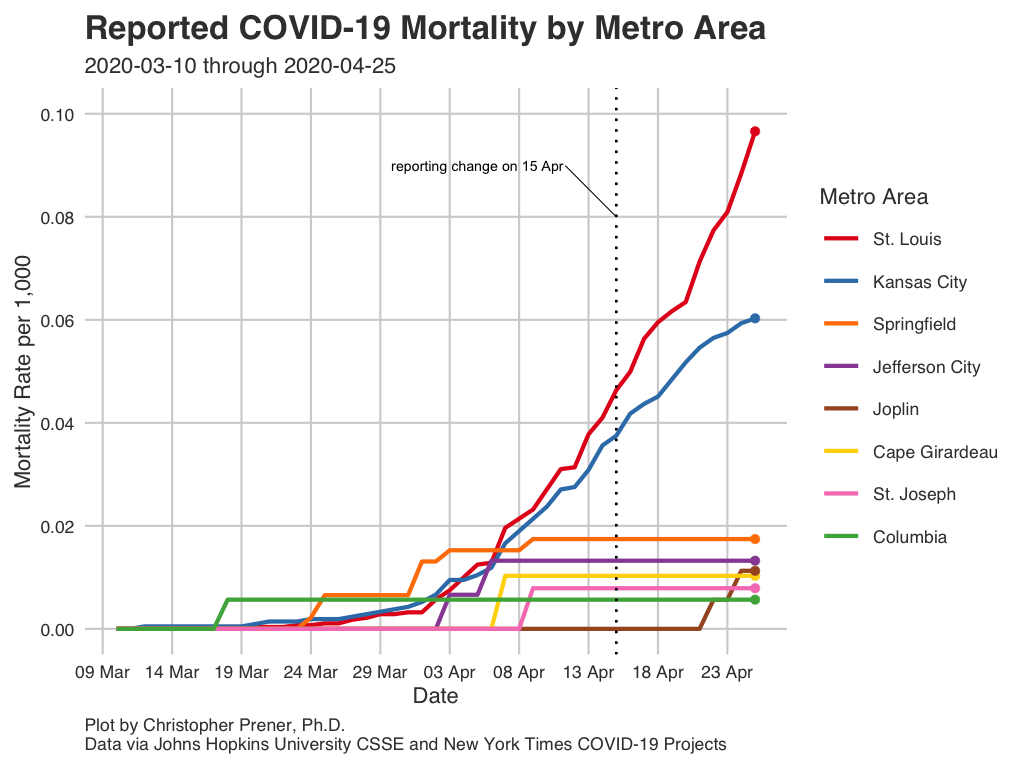 Reported COVID-19 Mortality by Metro Area
2020-03-10 through 2020-04-25
Mortality Rate per 1,000
0.10
0.08
0.06
0.04
0.02
0.00
reporting change on 15 Apr
09 Mar 14 Mar 19 Mar 24 Mar 29 Mar 03 Apr 08 Apr 13 Apr 18 Apr 23 Apr
Date
Metro Area
St. Louis
Kansas City
Springfield
Jefferson City
Joplin
Cape Girardeau
St. Joseph
Columbia
Plot by Christopher Prener, Ph.D.
Data via Johns Hopkins University CSSE and New York Times COVID-19 Projects